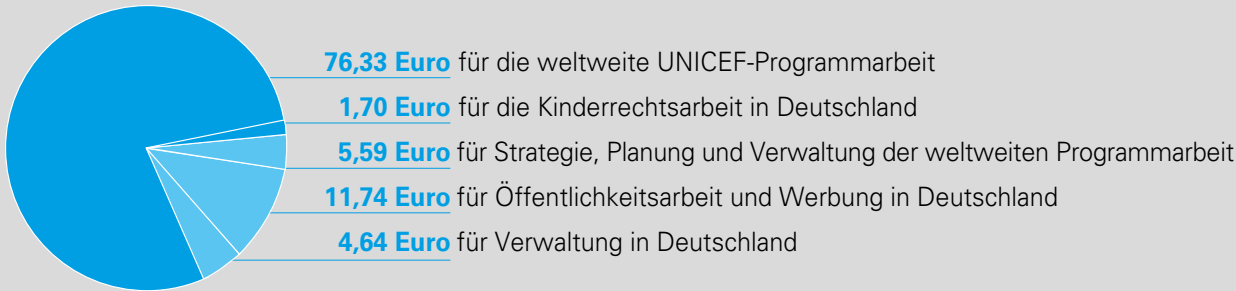 76,33 Euro für die weltweite UNICEF-Programmarbeit
1,70 Euro für die Kinderrechtsarbeit in Deutschland
5,59 Euro für Strategie, Planung und Verwaltung der weltweiten Programmarbeit
11,74 Euro für Öffentlichkeitsarbeit und Werbung in Deutschland
4,64 Euro für Verwaltung in Deutschland